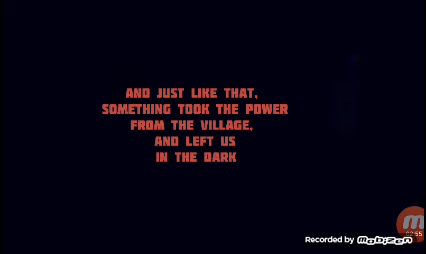 AND JUST LIKE THAT,
SOMETHING TOOK THE POWER
FROM THE VILLAGE,
AND LEFT US
IN THE DARK
Recorded by mobizen